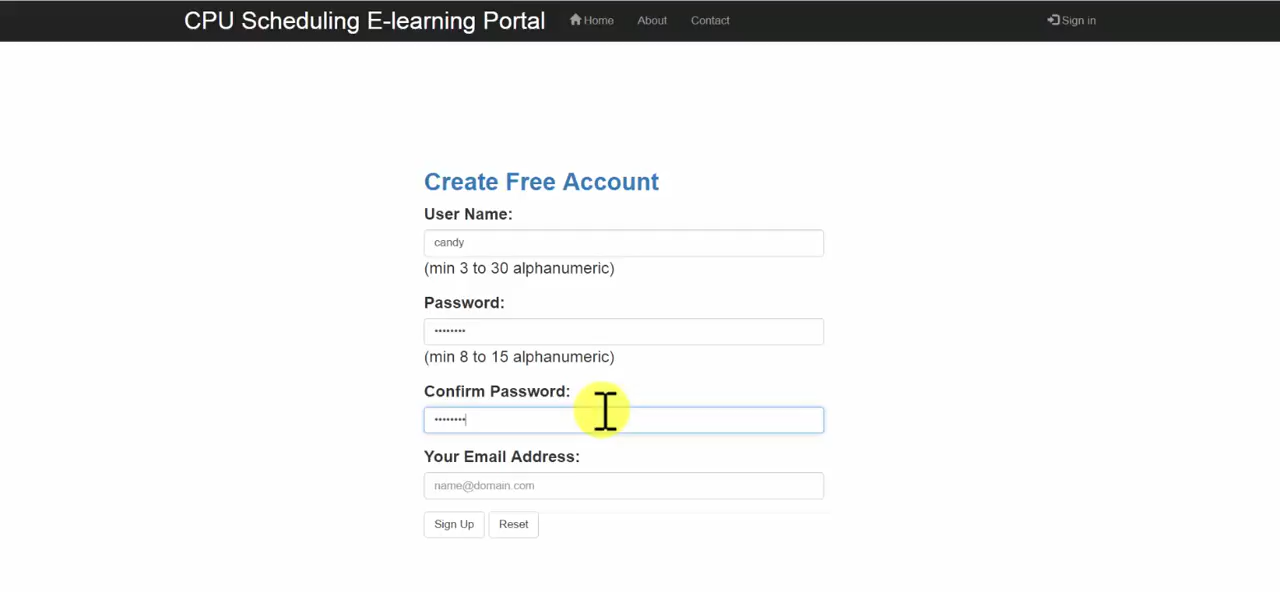 CPU Scheduling E-learning Portal Home About Contact Sign in
Create Free Account
User Name:
candy
(min 3 to 30 alphanumeric)
Password:
••••••••
(min 8 to 15 alphanumeric)
Confirm Password:
••••••••
Your Email Address:
name@domain.com
Sign Up Reset